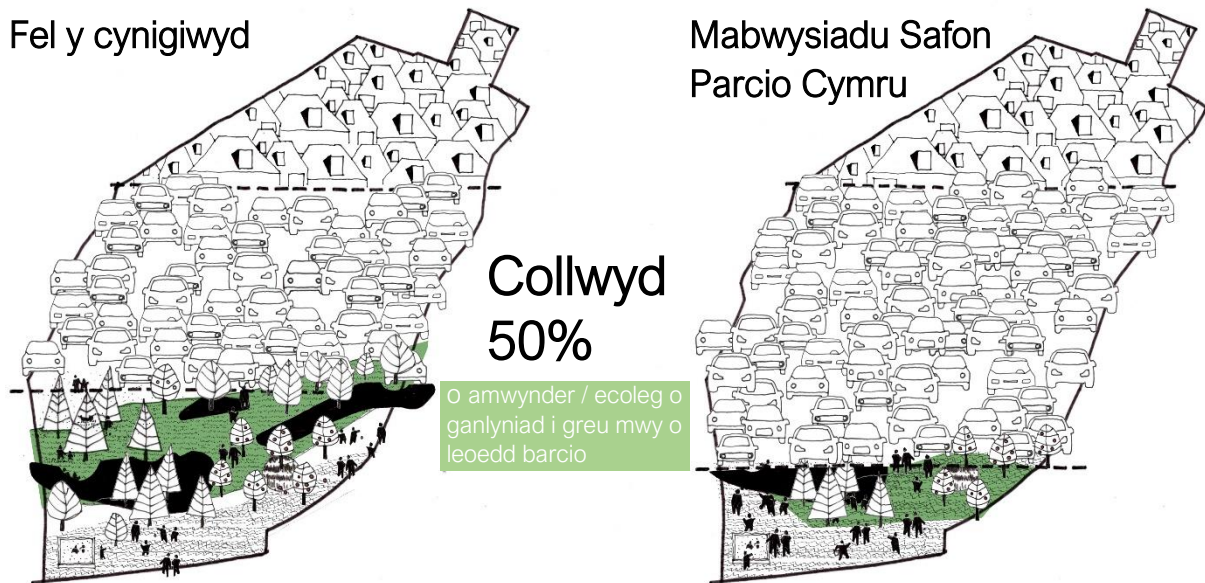 Fel y cynigiwyd
Mabwysiadu Safon
Parcio Cymru
Collwyd
50%
o amwynder / ecoleg o
ganlyniad i greu mwy o
leoedd barcio